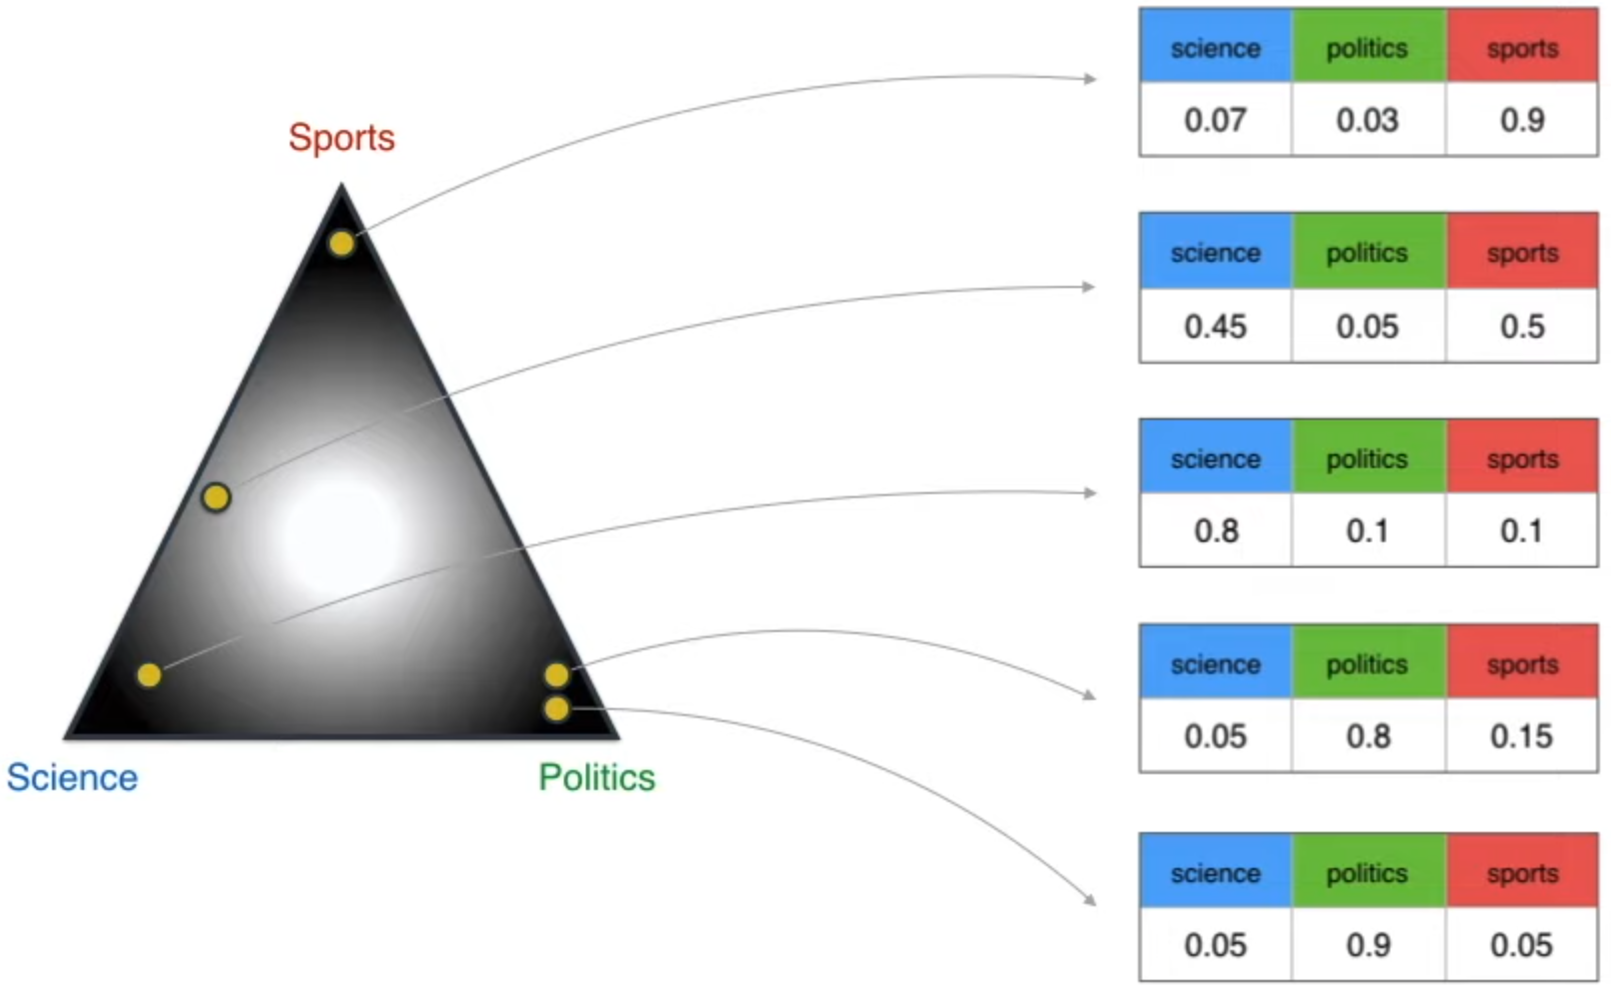 Sports
Science
Politics
science politics sports
0.07 0.03 0.9
science politics sports
0.45 0.05 0.5
science politics sports
0.8 0.1 0.1
science politics sports
0.05 0.8 0.15
science politics sports
0.05 0.9 0.05